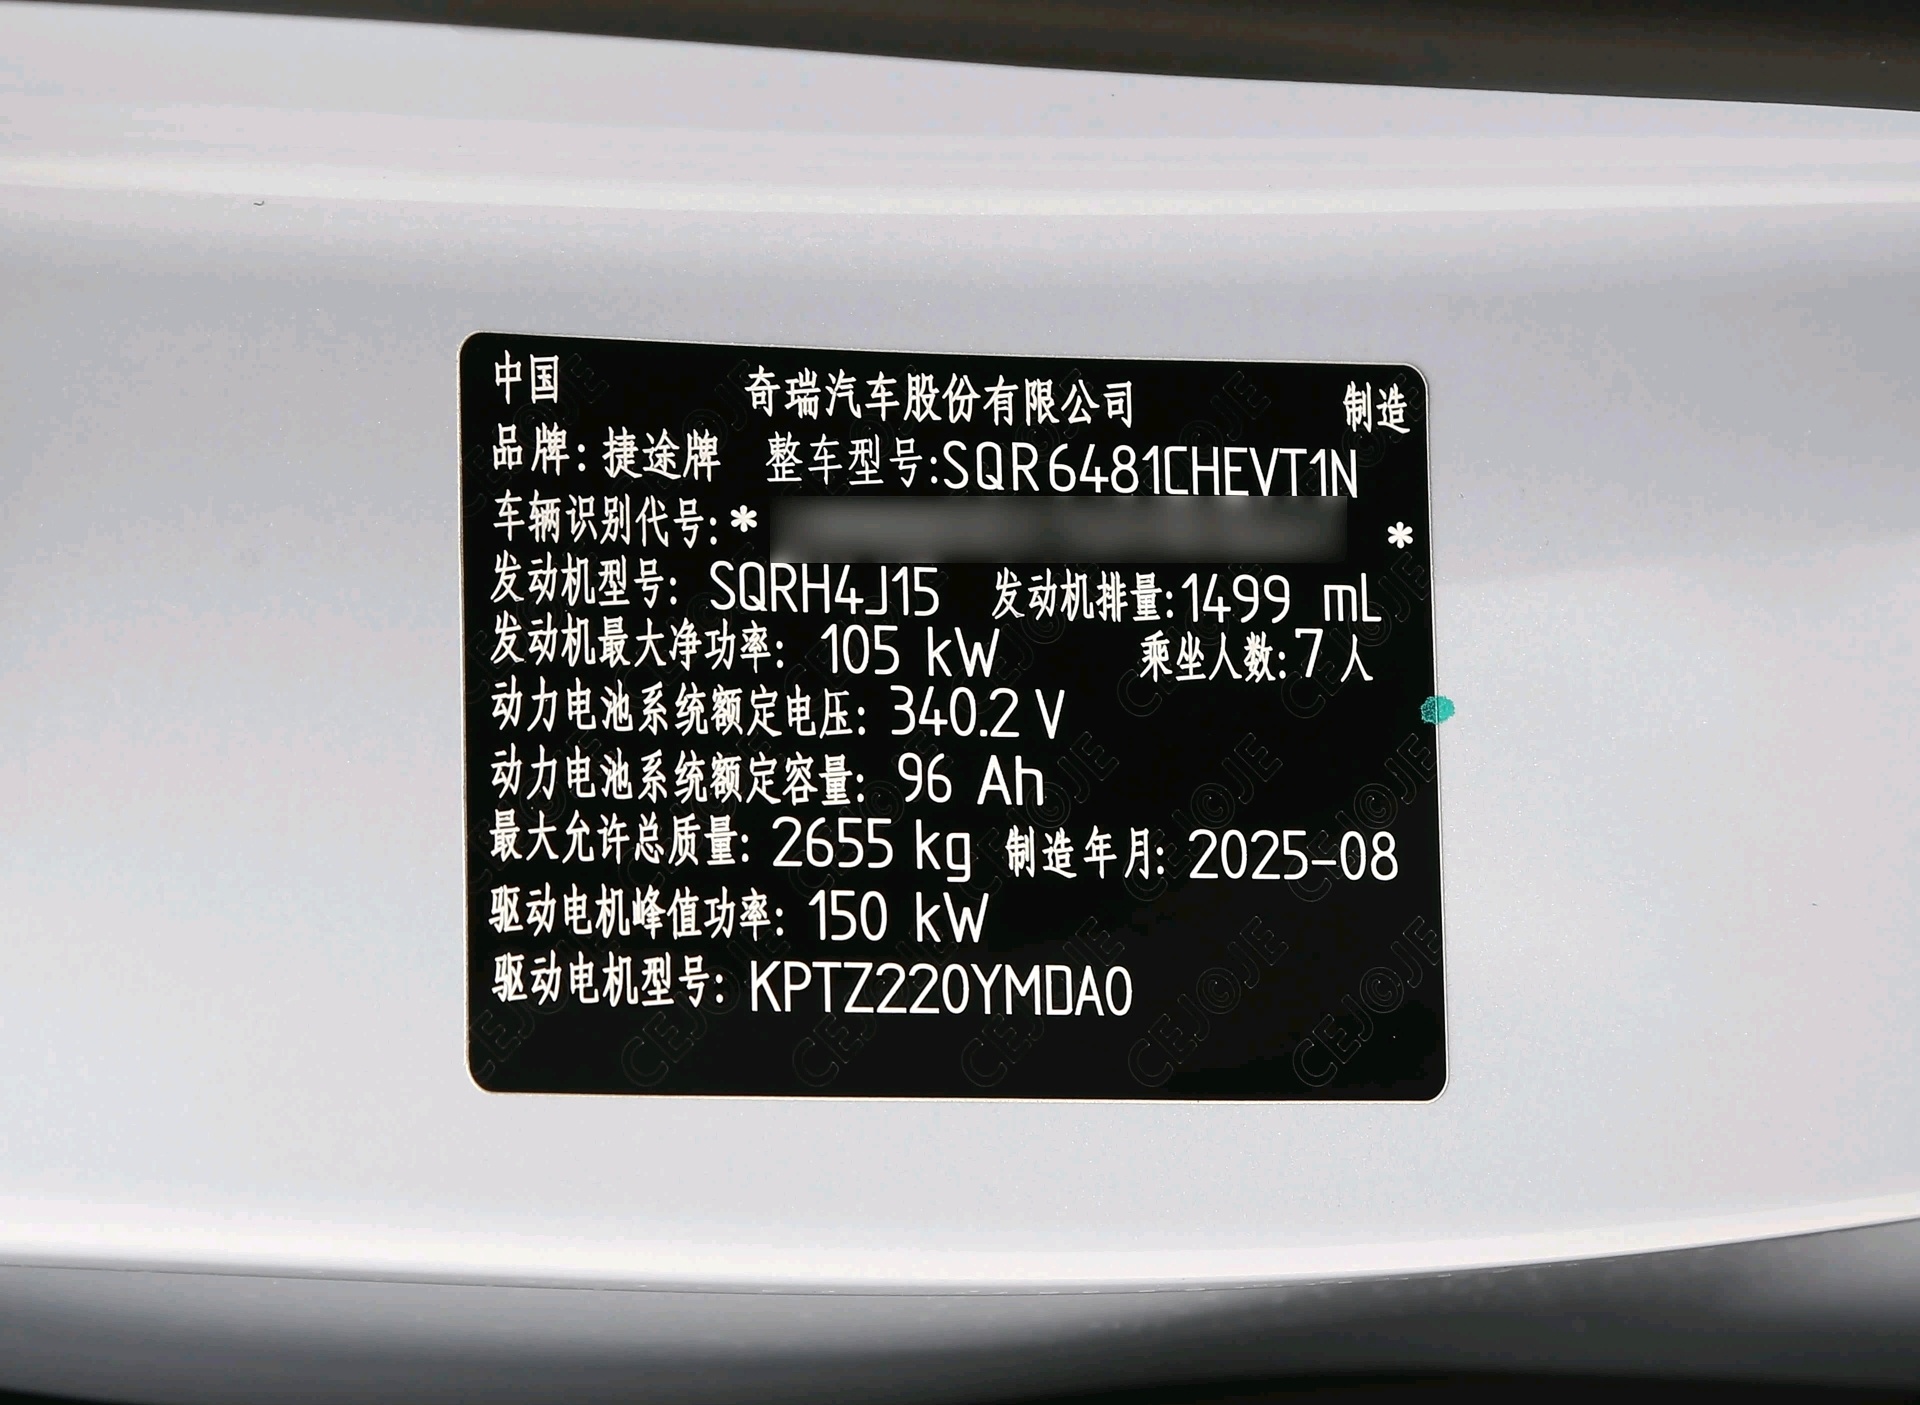 中国 奇瑞汽车股份有限公司 制造
品牌: 捷途牌 整车型号:SQR6481CHEVT1N
车辆识别代号: * *
发动机型号: SQRH4J15 发动机排量:1499 mL
发动机最大净功率: 105 kW 乘坐人数:7 人
动力电池系统额定电压: 340.2 V
动力电池系统额定容量: 96 Ah
最大允许总质量: 2655 kg 制造年月: 2025-08
驱动电机峰值功率: 150 kW
驱动电机型号: KPTZ220YMDA0